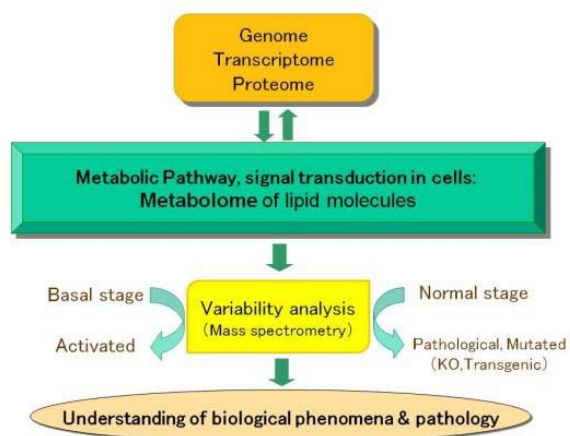 Genome
Transcriptome
Proteome
Metabolic Pathway, signal transduction in cells:
Metabolome of lipid molecules
Basal stage
Activated
Variability analysis
(Mass spectrometry)
Normal stage
Pathological, Mutated
(KO,Transgenic)
Understanding of biological phenomena & pathology